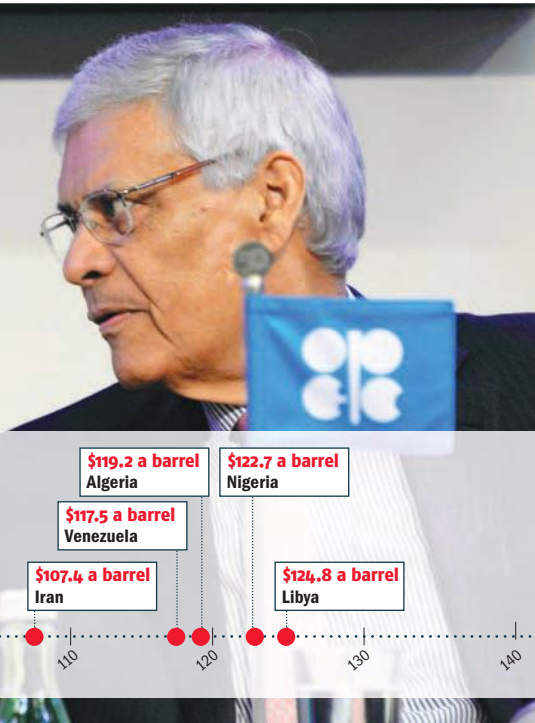 $119.2 a barrel
Algeria
$122.7 a barrel
Nigeria
$117.5 a barrel
Venezuela
$107.4 a barrel
Iran
$124.8 a barrel
Libya
110
120
130
140